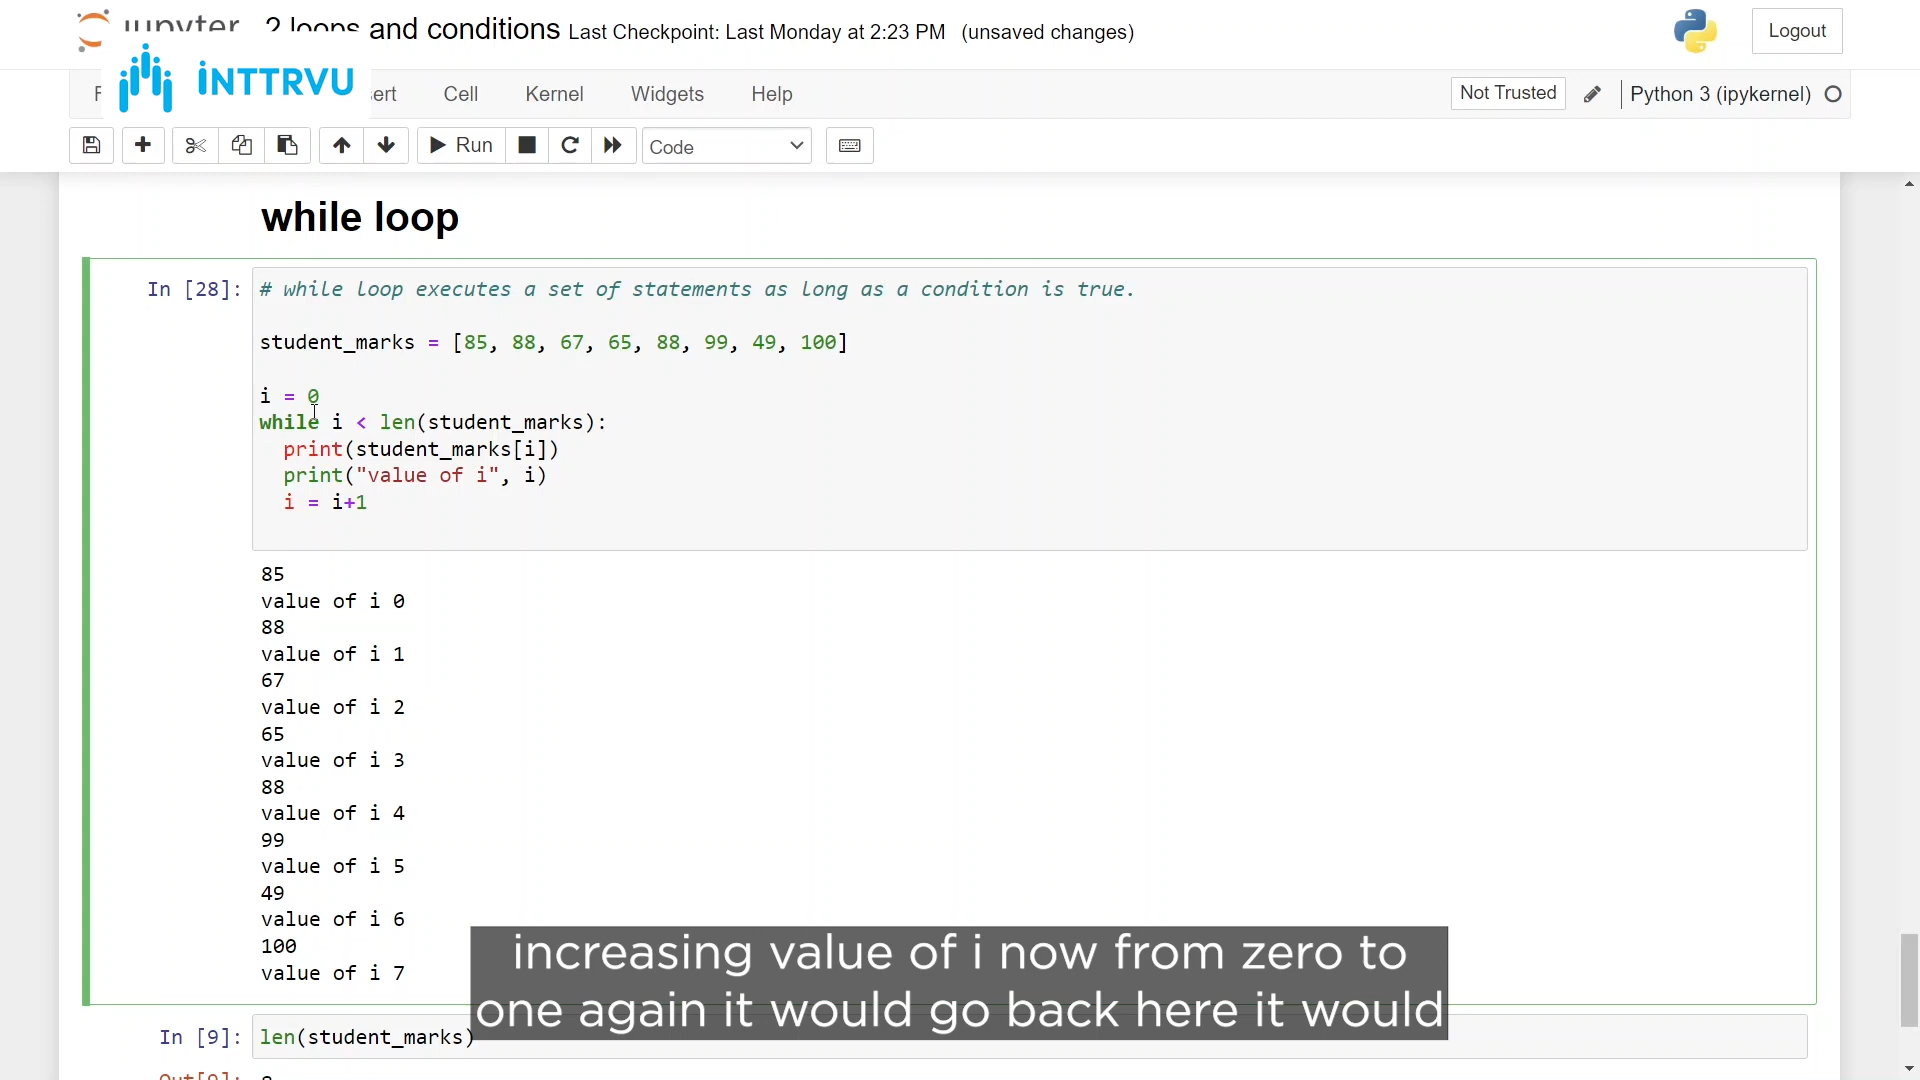 2 loops and conditions Last Checkpoint: Last Monday at 2:23 PM (unsaved changes)
Logout
INTTRVU
Cell Kernel Widgets Help
Not Trusted
Python 3 (ipykernel)
Run
Code
while loop
In [28]: # while loop executes a set of statements as long as a condition is true.
student_marks = [85, 88, 67, 65, 88, 99, 49, 100]
i = 0
while i < len(student_marks):
print(student_marks[i])
print("value of i", i)
i = i+1
85
value of i 0
88
value of i 1
67
value of i 2
65
value of i 3
88
value of i 4
99
value of i 5
49
value of i 6
100
value of i 7
increasing value of i now from zero to
one again it would go back here it would
In [9]: len(student_marks)